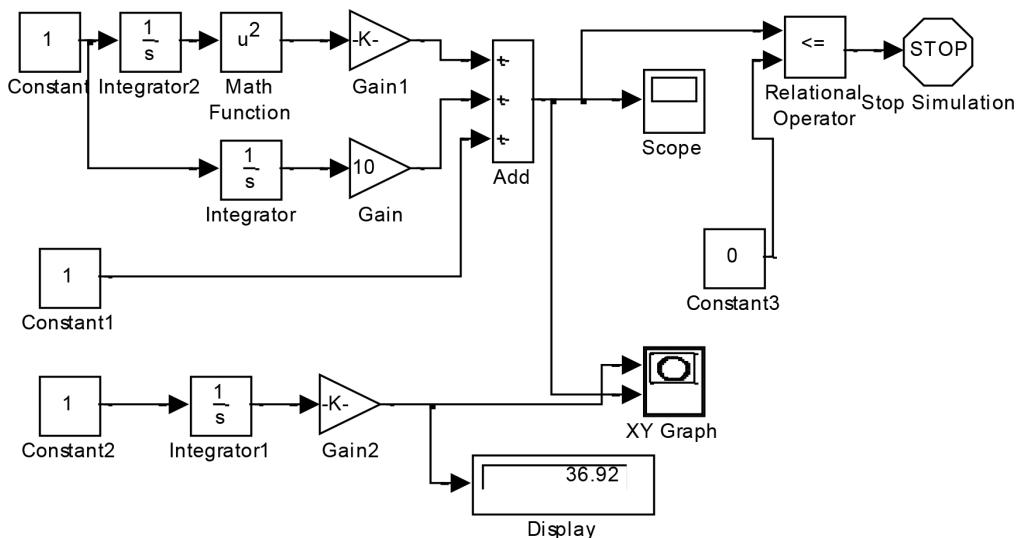 1
Constant
1
s
Integrator2
u²
Math
Function
-K-
Gain1
+
+
+
Add
1
s
Integrator
10
Gain
Scope
<=
Relational
Operator
STOP
Stop Simulation
1
Constant1
0
Constant3
1
Constant2
1
s
Integrator1
-K-
Gain2
XY Graph
36.92
Display